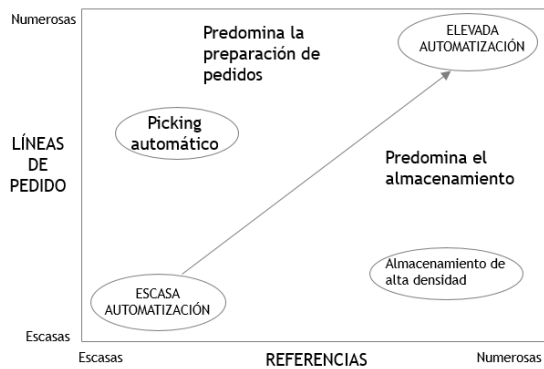 Numerosas
Predomina la
preparación de
pedidos
ELEVADA
AUTOMATIZACIÓN
Picking
automático
LÍNEAS
DE
PEDIDO
Predomina el
almacenamiento
Almacenamiento de
alta densidad
ESCASA
AUTOMATIZACIÓN
Escasas
Escasas
REFERENCIAS
Numerosas